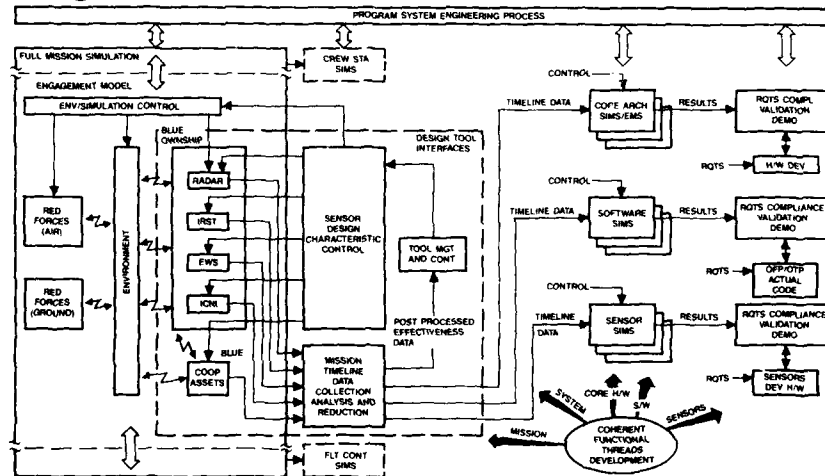 PROGRAM SYSTEM ENGINEERING PROCESS
FULL MISSION SIMULATION
CREW STA
SIMS
ENGAGEMENT MODEL
ENV/SIMULATION CONTROL
BLUE
OWNSHIP
DESIGN TOOL
INTERFACES
RED
FORCES
(AIR)
RED
FORCES
(GROUND)
ENVIRONMENT
RADAR
IRST
EWS
ICNI
BLUE
COOP
ASSETS
SENSOR
DESIGN
CHARACTERISTIC
CONTROL
TOOL MGT
AND CONT
POST PROCESSED
EFFECTIVENESS
DATA
MISSION
TIMELINE
DATA
COLLECTION
ANALYSIS AND
REDUCTION
FLT CONT
SIMS
CONTROL
TIMELINE DATA
CODE ARCH
SIMS/EMS
RESULTS
RQTS COMPL
VALIDATION
DEMO
RQTS
H/W DEV
CONTROL
TIMELINE DATA
SOFTWARE
SIMS
RESULTS
RQTS COMPLIANCE
VALIDATION
DEMO
RQTS
OFP/OTP
ACTUAL
CODE
CONTROL
TIMELINE
DATA
SENSOR
SIMS
RESULTS
RQTS COMPLIANCE
VALIDATION
DEMO
RQTS
SENSORS
DEV H/W
SYSTEM
CORE H/W
S/W
SENSORS
MISSION
COHERENT
FUNCTIONAL
THREADS
DEVELOPMENT